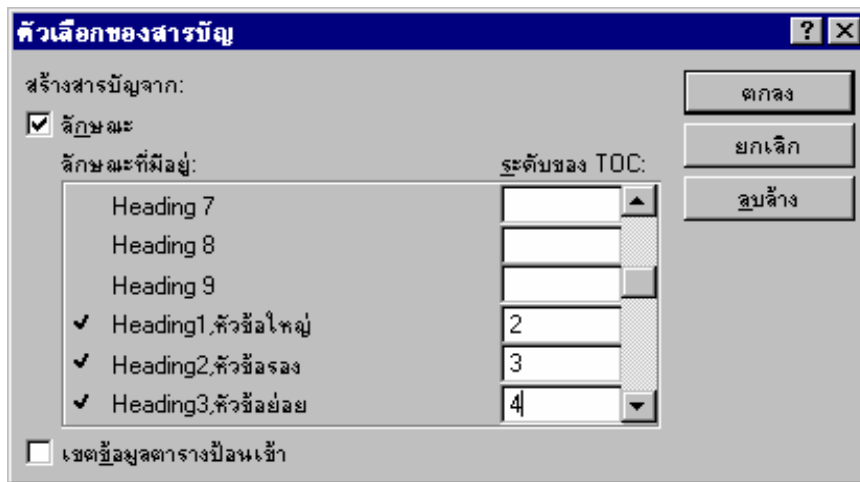 ตัวเลือกของสารบัญ
สร้างสารบัญจาก:
ตกลง
ลักษณะ
ยกเลิก
ลักษณะที่มีอยู่: ระดับของ TOC:
ลบล้าง
Heading 7
Heading 8
Heading 9
Heading1,หัวข้อใหญ่ 2
Heading2,หัวข้อรอง 3
Heading3,หัวข้อย่อย 4
เขตข้อมูลตารางป้อนเข้า